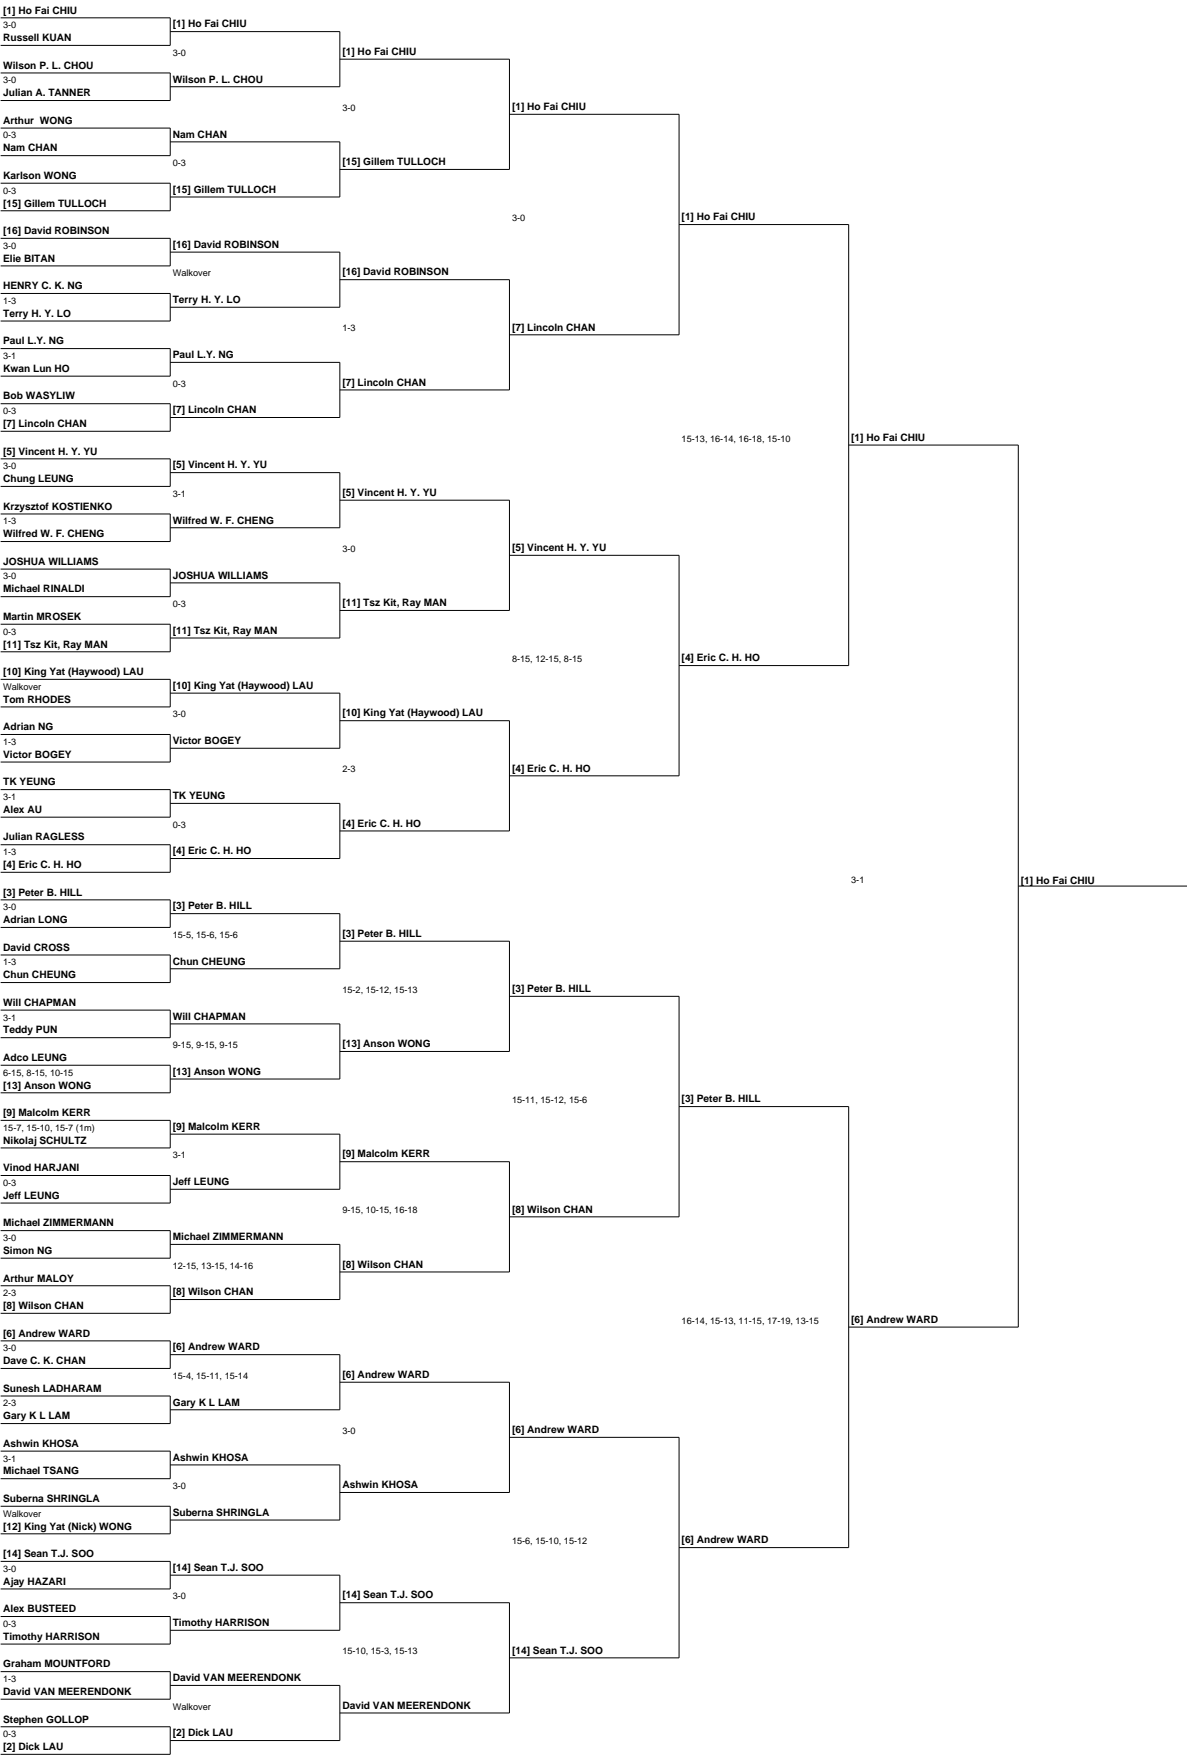 [1] Ho Fai CHIU
3-0
Russell KUAN
[1] Ho Fai CHIU
3-0
[1] Ho Fai CHIU
Wilson P. L. CHOU
3-0
Julian A. TANNER
Wilson P. L. CHOU
3-0
[1] Ho Fai CHIU
Arthur  WONG
0-3
Nam CHAN
Nam CHAN
0-3
[15] Gillem TULLOCH
Karlson WONG
0-3
[15] Gillem TULLOCH
[15] Gillem TULLOCH
3-0
[1] Ho Fai CHIU
[16] David ROBINSON
3-0
Elie BITAN
[16] David ROBINSON
Walkover
[16] David ROBINSON
HENRY C. K. NG
1-3
Terry H. Y. LO
Terry H. Y. LO
1-3
[7] Lincoln CHAN
Paul L.Y. NG
3-1
Kwan Lun HO
Paul L.Y. NG
0-3
[7] Lincoln CHAN
Bob WASYLIW
0-3
[7] Lincoln CHAN
[7] Lincoln CHAN
15-13, 16-14, 16-18, 15-10
[1] Ho Fai CHIU
[5] Vincent H. Y. YU
3-0
Chung LEUNG
[5] Vincent H. Y. YU
3-1
[5] Vincent H. Y. YU
Krzysztof KOSTIENKO
1-3
Wilfred W. F. CHENG
Wilfred W. F. CHENG
3-0
[5] Vincent H. Y. YU
JOSHUA WILLIAMS
3-0
Michael RINALDI
JOSHUA WILLIAMS
0-3
[11] Tsz Kit, Ray MAN
Martin MROSEK
0-3
[11] Tsz Kit, Ray MAN
[11] Tsz Kit, Ray MAN
8-15, 12-15, 8-15
[4] Eric C. H. HO
[10] King Yat (Haywood) LAU
Walkover
Tom RHODES
[10] King Yat (Haywood) LAU
3-0
[10] King Yat (Haywood) LAU
Adrian NG
1-3
Victor BOGEY
Victor BOGEY
2-3
[4] Eric C. H. HO
TK YEUNG
3-1
Alex AU
TK YEUNG
0-3
[4] Eric C. H. HO
Julian RAGLESS
1-3
[4] Eric C. H. HO
[4] Eric C. H. HO
3-1
[1] Ho Fai CHIU
[3] Peter B. HILL
3-0
Adrian LONG
[3] Peter B. HILL
15-5, 15-6, 15-6
[3] Peter B. HILL
David CROSS
1-3
Chun CHEUNG
Chun CHEUNG
15-2, 15-12, 15-13
[3] Peter B. HILL
Will CHAPMAN
3-1
Teddy PUN
Will CHAPMAN
9-15, 9-15, 9-15
[13] Anson WONG
Adco LEUNG
6-15, 8-15, 10-15
[13] Anson WONG
[13] Anson WONG
15-11, 15-12, 15-6
[3] Peter B. HILL
[9] Malcolm KERR
15-7, 15-10, 15-7 (1m)
Nikolaj SCHULTZ
[9] Malcolm KERR
3-1
[9] Malcolm KERR
Vinod HARJANI
0-3
Jeff LEUNG
Jeff LEUNG
9-15, 10-15, 16-18
[8] Wilson CHAN
Michael ZIMMERMANN
3-0
Simon NG
Michael ZIMMERMANN
12-15, 13-15, 14-16
[8] Wilson CHAN
Arthur MALOY
2-3
[8] Wilson CHAN
[8] Wilson CHAN
16-14, 15-13, 11-15, 17-19, 13-15
[6] Andrew WARD
[6] Andrew WARD
3-0
Dave C. K. CHAN
[6] Andrew WARD
15-4, 15-11, 15-14
[6] Andrew WARD
Sunesh LADHARAM
2-3
Gary K L LAM
Gary K L LAM
3-0
[6] Andrew WARD
Ashwin KHOSA
3-1
Michael TSANG
Ashwin KHOSA
3-0
Ashwin KHOSA
Suberna SHRINGLA
Walkover
[12] King Yat (Nick) WONG
Suberna SHRINGLA
15-6, 15-10, 15-12
[6] Andrew WARD
[14] Sean T.J. SOO
3-0
Ajay HAZARI
[14] Sean T.J. SOO
3-0
[14] Sean T.J. SOO
Alex BUSTEED
0-3
Timothy HARRISON
Timothy HARRISON
15-10, 15-3, 15-13
[14] Sean T.J. SOO
Graham MOUNTFORD
1-3
David VAN MEERENDONK
David VAN MEERENDONK
Walkover
David VAN MEERENDONK
Stephen GOLLOP
0-3
[2] Dick LAU
[2] Dick LAU